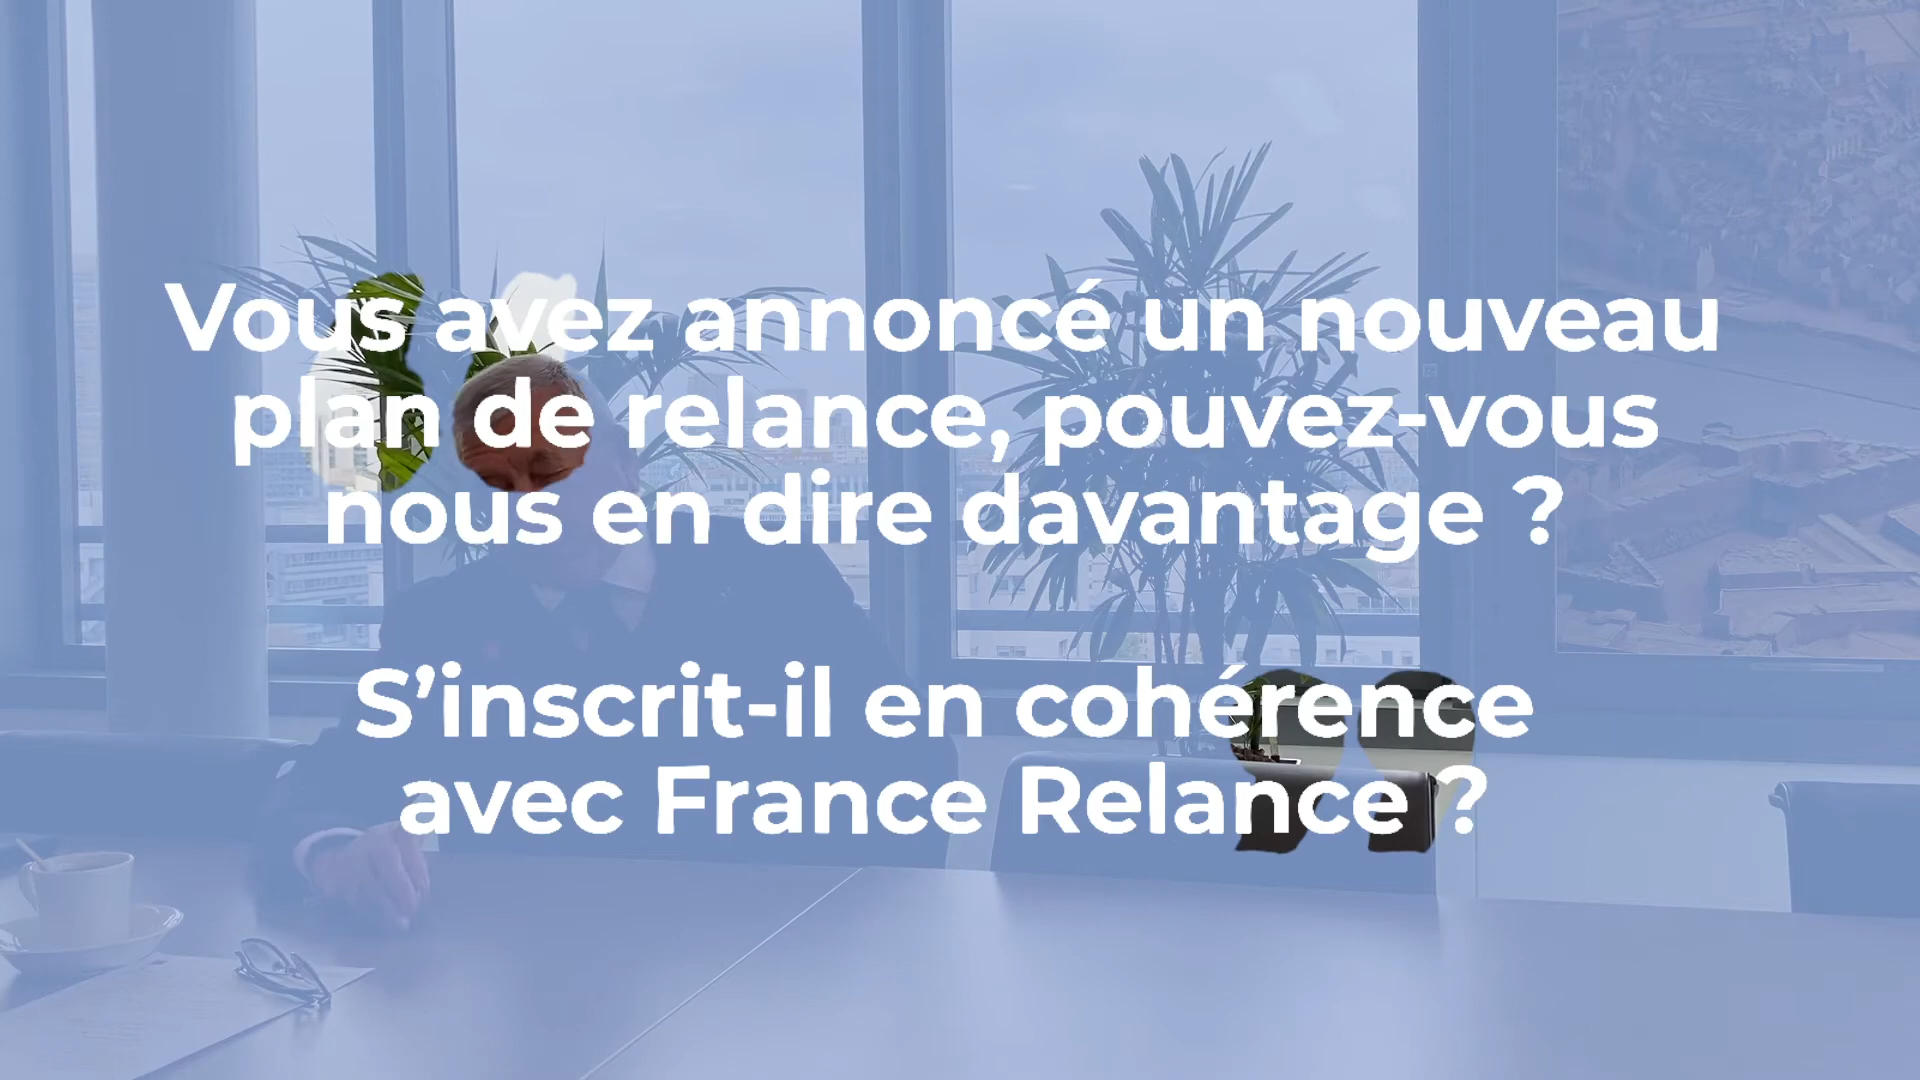 Vous avez annoncé un nouveau
plan de relance, pouvez-vous
nous en dire davantage ?
S’inscrit-il en cohérence
avec France Relance ?